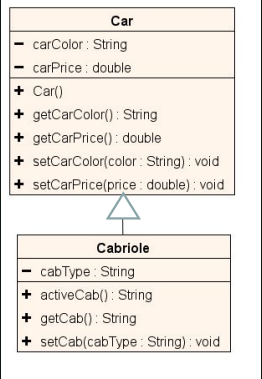 Car
- carColor : String
- carPrice : double
+ Car()
+ getCarColor() : String
+ getCarPrice() : double
+ setCarColor(color : String) : void
+ setCarPrice(price : double) : void
Cabriole
- cabType : String
+ activeCab() : String
+ getCab() : String
+ setCab(cabType : String) : void